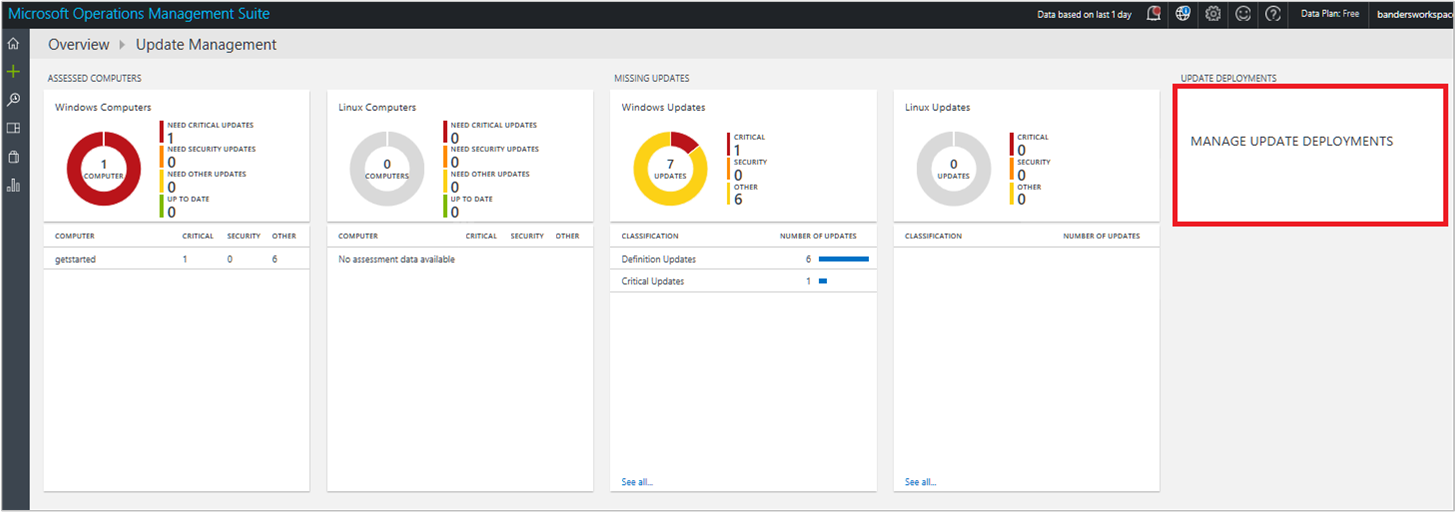 Microsoft Operations Management Suite
Data based on last 1 day
Data Plan: Free
bandersworkspac
Overview
Update Management
ASSESSED COMPUTERS
Windows Computers
1
COMPUTER
NEED CRITICAL UPDATES
1
NEED SECURITY UPDATES
0
NEED OTHER UPDATES
0
UP TO DATE
0
COMPUTER CRITICAL SECURITY OTHER
getstarted 1 0 6
Linux Computers
0
COMPUTERS
NEED CRITICAL UPDATES
0
NEED SECURITY UPDATES
0
NEED OTHER UPDATES
0
UP TO DATE
0
COMPUTER CRITICAL SECURITY OTHER
No assessment data available
MISSING UPDATES
Windows Updates
7
UPDATES
CRITICAL
1
SECURITY
0
OTHER
6
CLASSIFICATION NUMBER OF UPDATES
Definition Updates 6
Critical Updates 1
See all...
Linux Updates
0
UPDATES
CRITICAL
0
SECURITY
0
OTHER
0
CLASSIFICATION NUMBER OF UPDATES
See all...
UPDATE DEPLOYMENTS
MANAGE UPDATE DEPLOYMENTS